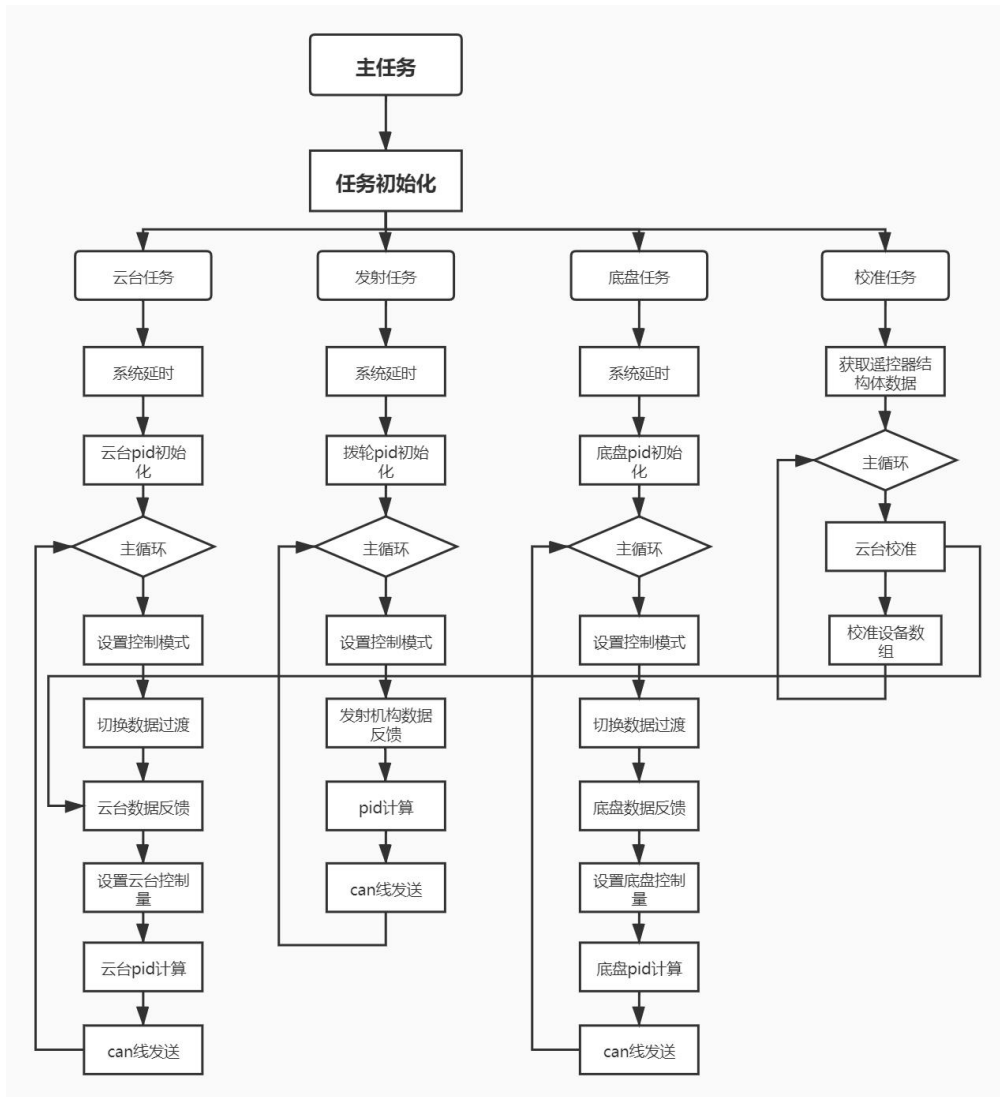 主任务
任务初始化
云台任务
系统延时
云台pid初始
化
主循环
设置控制模式
切换数据过渡
云台数据反馈
设置云台控制
量
云台pid计算
can线发送
发射任务
系统延时
拨轮pid初始
化
主循环
设置控制模式
发射机构数据
反馈
pid计算
can线发送
底盘任务
系统延时
底盘pid初始
化
主循环
设置控制模式
切换数据过渡
底盘数据反馈
设置底盘控制
量
底盘pid计算
can线发送
校准任务
获取遥控器结
构体数据
主循环
云台校准
校准设备数
组